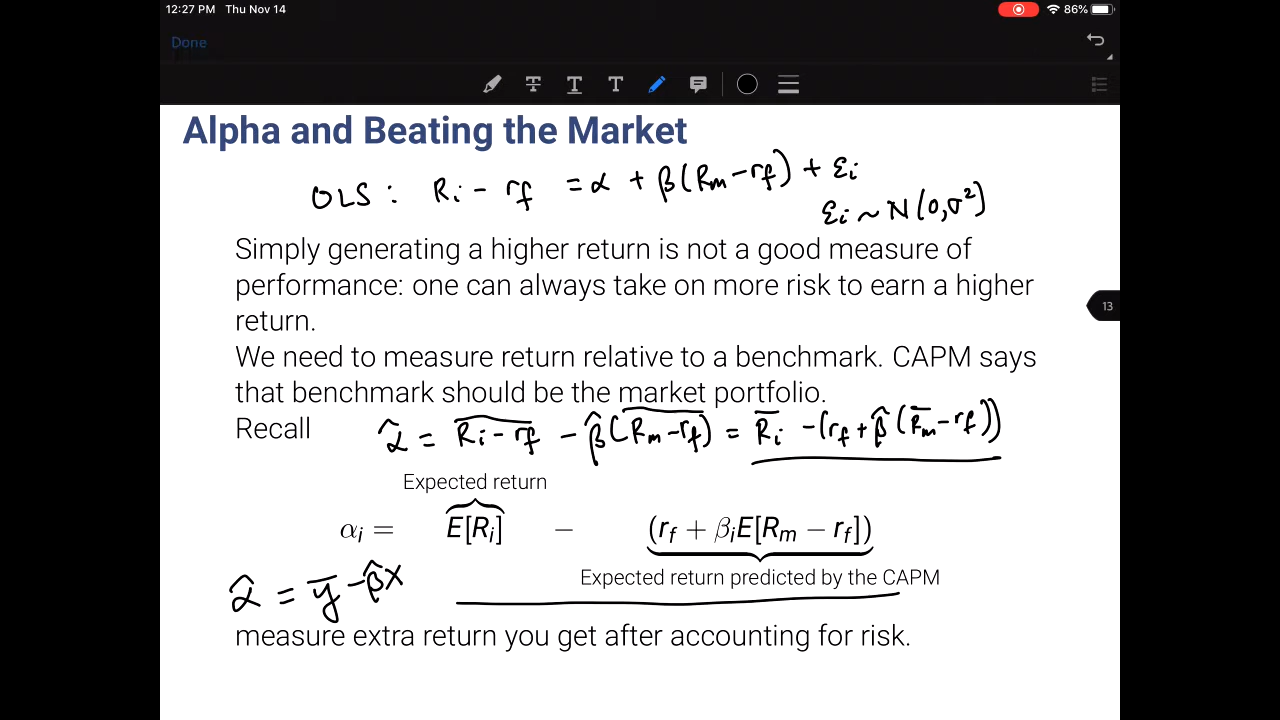 12:27 PM Thu Nov 14
86%
Done
Alpha and Beating the Market
OLS : Ri - rf = α + β(Rm - rf) + εi
εi ~ N(0,σ²)
Simply generating a higher return is not a good measure of
performance: one can always take on more risk to earn a higher
return.
13
We need to measure return relative to a benchmark. CAPM says
that benchmark should be the market portfolio.
Recall α̂ = R̅i̅ ̅-̅ ̅r̅f̅ - β̂(R̅m̅ ̅-̅ ̅r̅f̅) = R̅i - (rf + β̂(R̅m - rf))
Expected return
αi = E[Ri] − (rf + βiE[Rm − rf])
Expected return predicted by the CAPM
α̂ = y̅ - β̂x
measure extra return you get after accounting for risk.